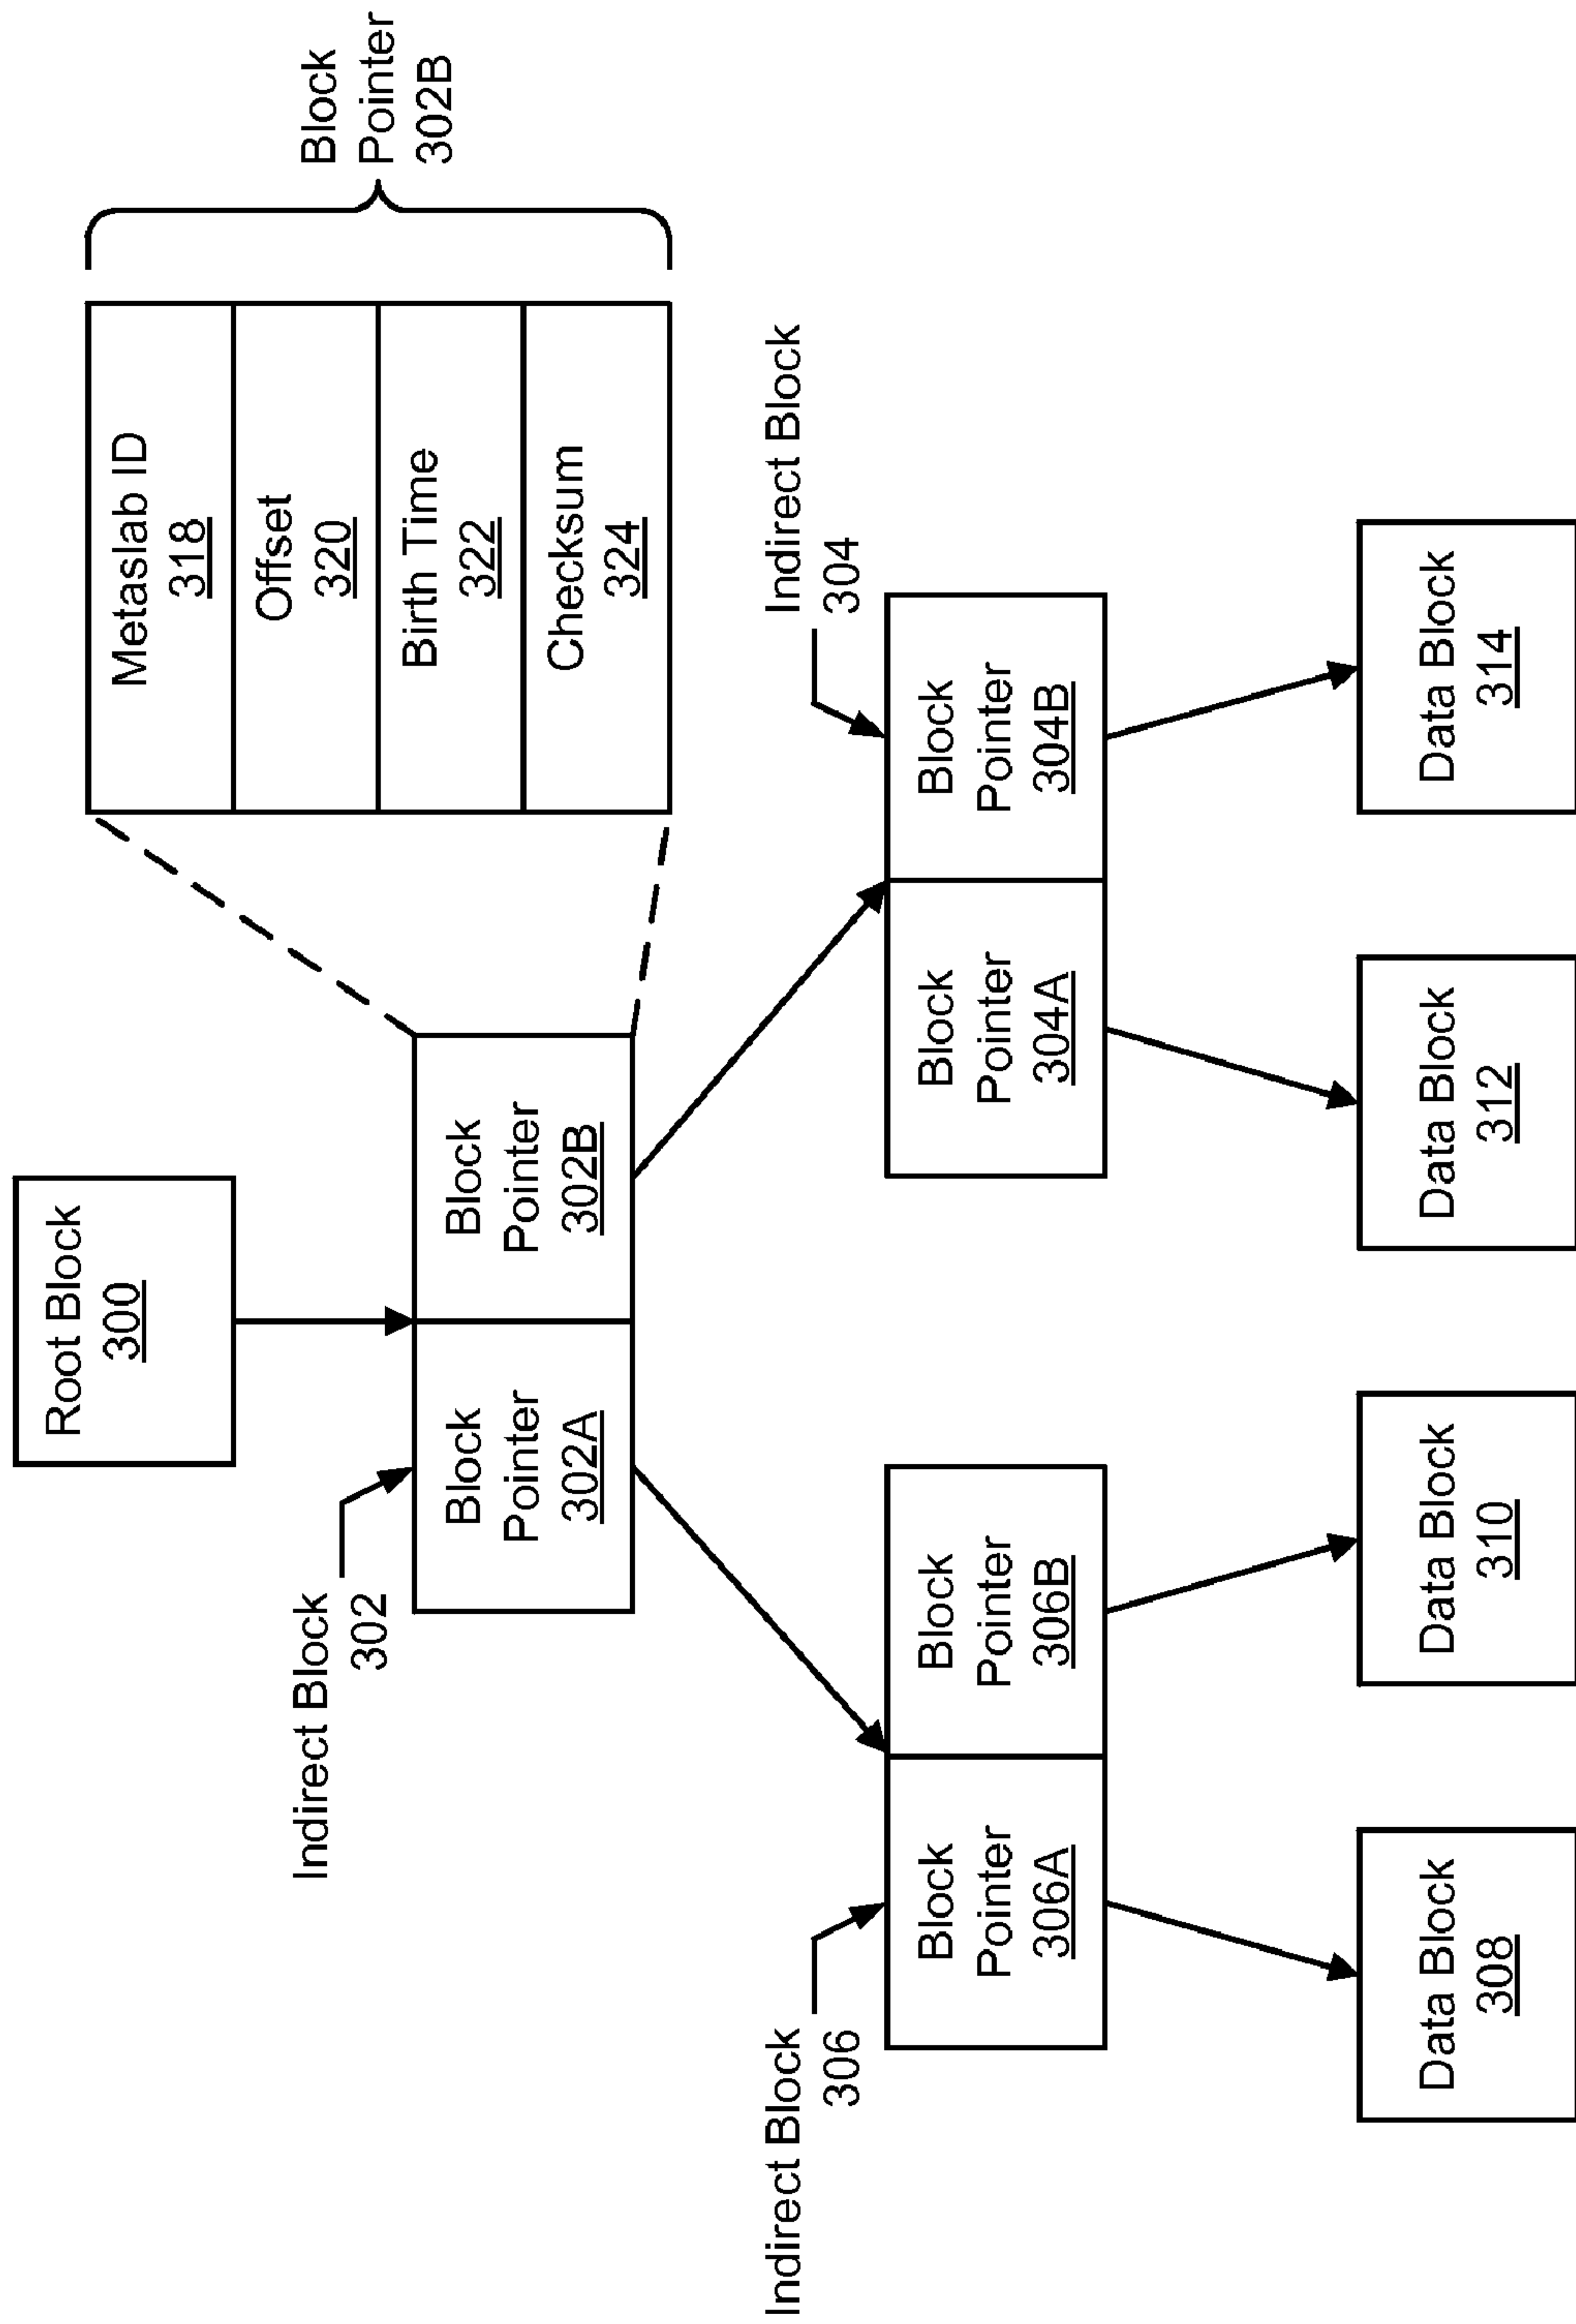 Root Block
300
Metaslab ID
318
Offset
320
Birth Time
322
Checksum
324
Block
Pointer
302B
Indirect Block
302
Block
Pointer
302A
Block
Pointer
302B
Indirect Block
306
Block
Pointer
306A
Block
Pointer
306B
Indirect Block
304
Block
Pointer
304A
Block
Pointer
304B
Data Block
308
Data Block
310
Data Block
312
Data Block
314